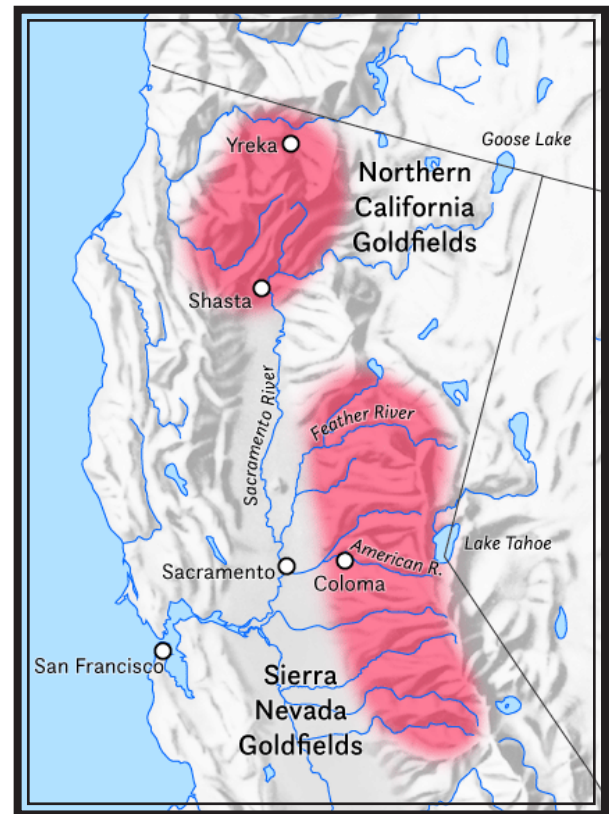 Goose Lake
Yreka
Northern
California
Goldfields
Shasta
Sacramento River
Feather River
Lake Tahoe
American R.
Sacramento
Coloma
San Francisco
Sierra
Nevada
Goldfields